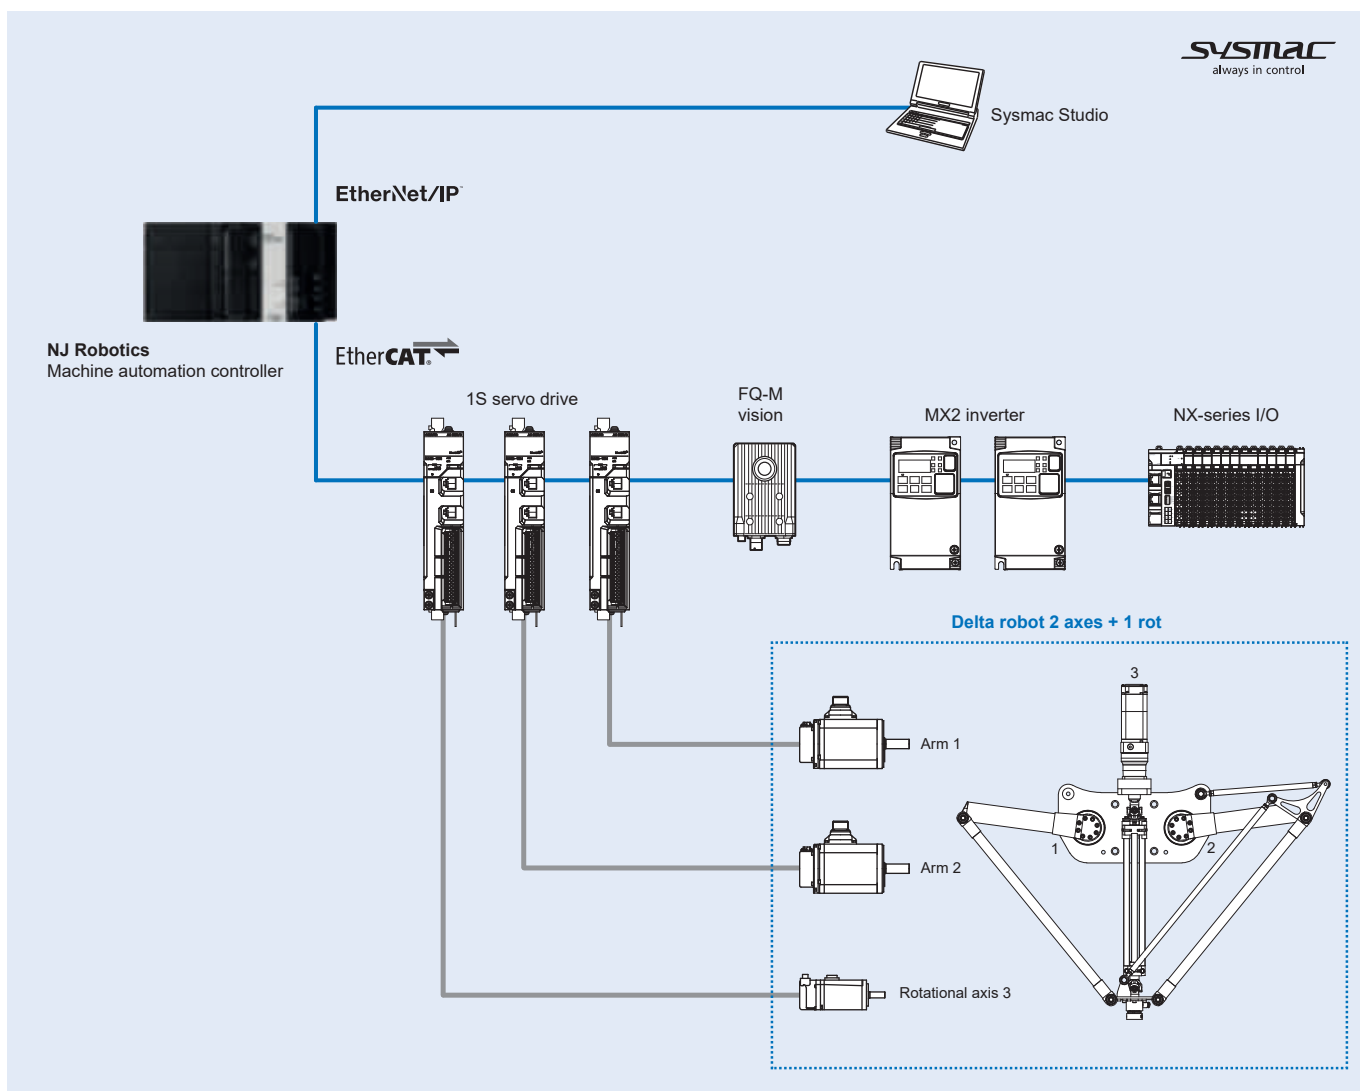 sysmac
always in control
Sysmac Studio
EtherNet/IP™
NJ Robotics
Machine automation controller
EtherCAT®
1S servo drive
FQ-M
vision
MX2 inverter
NX-series I/O
Delta robot 2 axes + 1 rot
3
Arm 1
1
2
Arm 2
Rotational axis 3